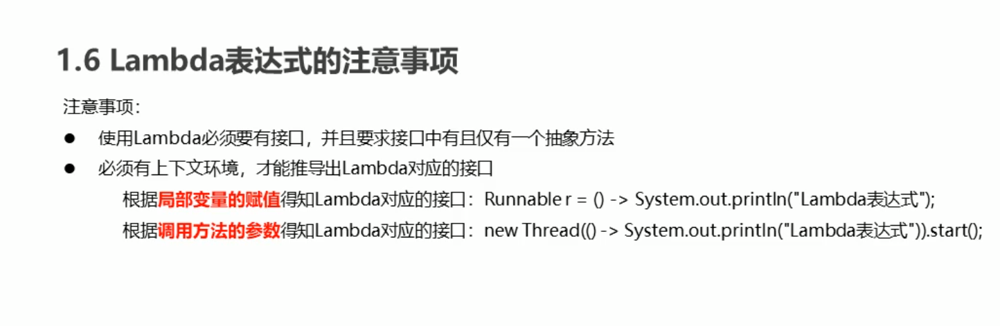 1.6 Lambda表达式的注意事项
注意事项：
● 使用Lambda必须要有接口，并且要求接口中有且仅有一个抽象方法
● 必须有上下文环境，才能推导出Lambda对应的接口
根据局部变量的赋值得知Lambda对应的接口：Runnable r = () -> System.out.println("Lambda表达式");
根据调用方法的参数得知Lambda对应的接口：new Thread(() -> System.out.println("Lambda表达式")).start();